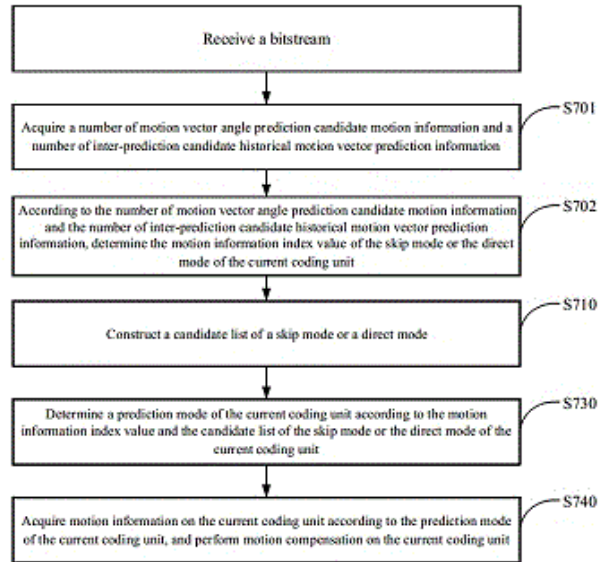 Receive a bitstream
S701
Acquire a number of motion vector angle prediction candidate motion information and a
number of inter-prediction candidate historical motion vector prediction information
S702
According to the number of motion vector angle prediction candidate motion information
and the number of inter-prediction candidate historical motion vector prediction
information, determine the motion information index value of the skip mode or the direct
mode of the current coding unit
S710
Construct a candidate list of a skip mode or a direct mode
S730
Determine a prediction mode of the current coding unit according to the motion
information index value and the candidate list of the skip mode or the direct mode of the
current coding unit
S740
Acquire motion information on the current coding unit according to the prediction mode
of the current coding unit, and perform motion compensation on the current coding unit